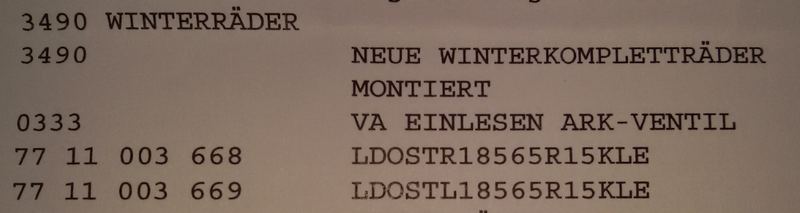 3490 WINTERRÄDER
3490 NEUE WINTERKOMPLETTRÄDER
MONTIERT
0333 VA EINLESEN ARK-VENTIL
77 11 003 668 LDOSTR18565R15KLE
77 11 003 669 LDOSTL18565R15KLE